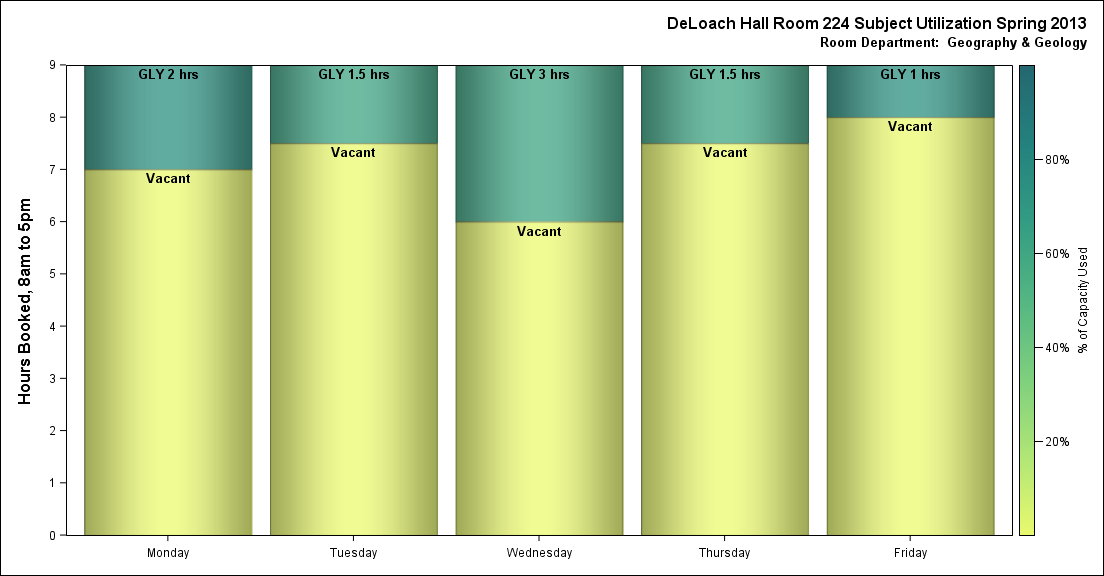 DeLoach Hall Room 224 Subject Utilization Spring 2013
Room Department: Geography & Geology
Hours Booked, 8am to 5pm
9
8
7
6
5
4
3
2
1
0
GLY 2 hrs
Vacant
GLY 1.5 hrs
Vacant
GLY 3 hrs
Vacant
GLY 1.5 hrs
Vacant
GLY 1 hrs
Vacant
Monday
Tuesday
Wednesday
Thursday
Friday
80%
60%
40%
20%
% of Capacity Used